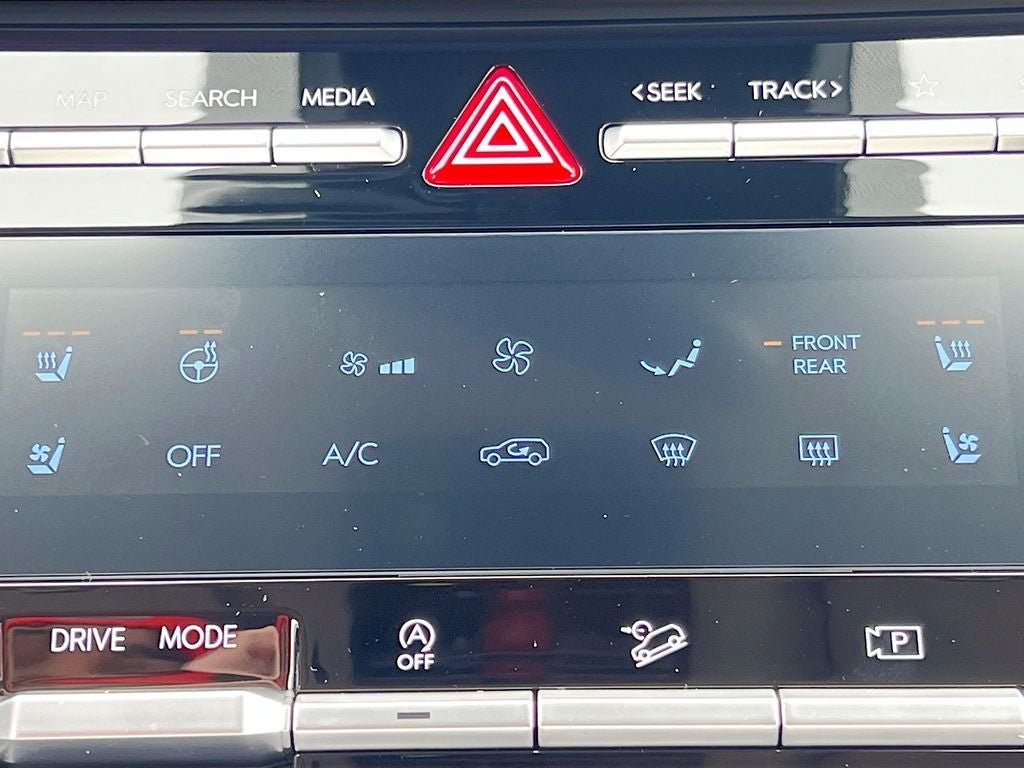 MAP SEARCH MEDIA <SEEK TRACK>
FRONT
REAR
OFF A/C
DRIVE MODE A P
OFF